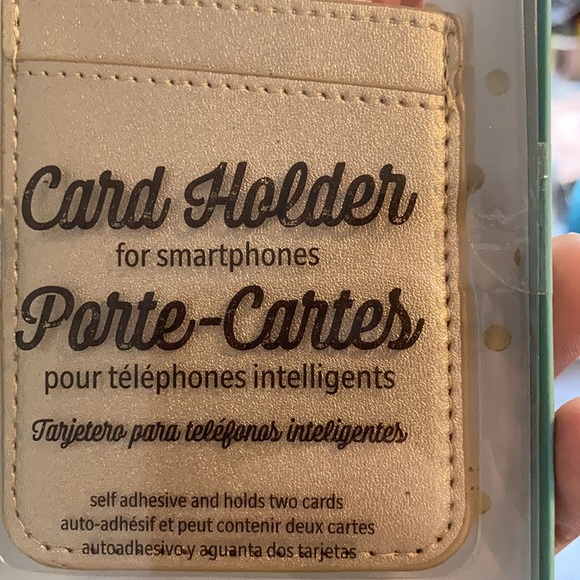 Card Holder
for smartphones
Porte-Cartes
pour téléphones intelligents
Tarjetero para teléfonos inteligentes
self adhesive and holds two cards
auto-adhésif et peut contenir deux cartes
autoadhesivo y aguanta dos tarjetas